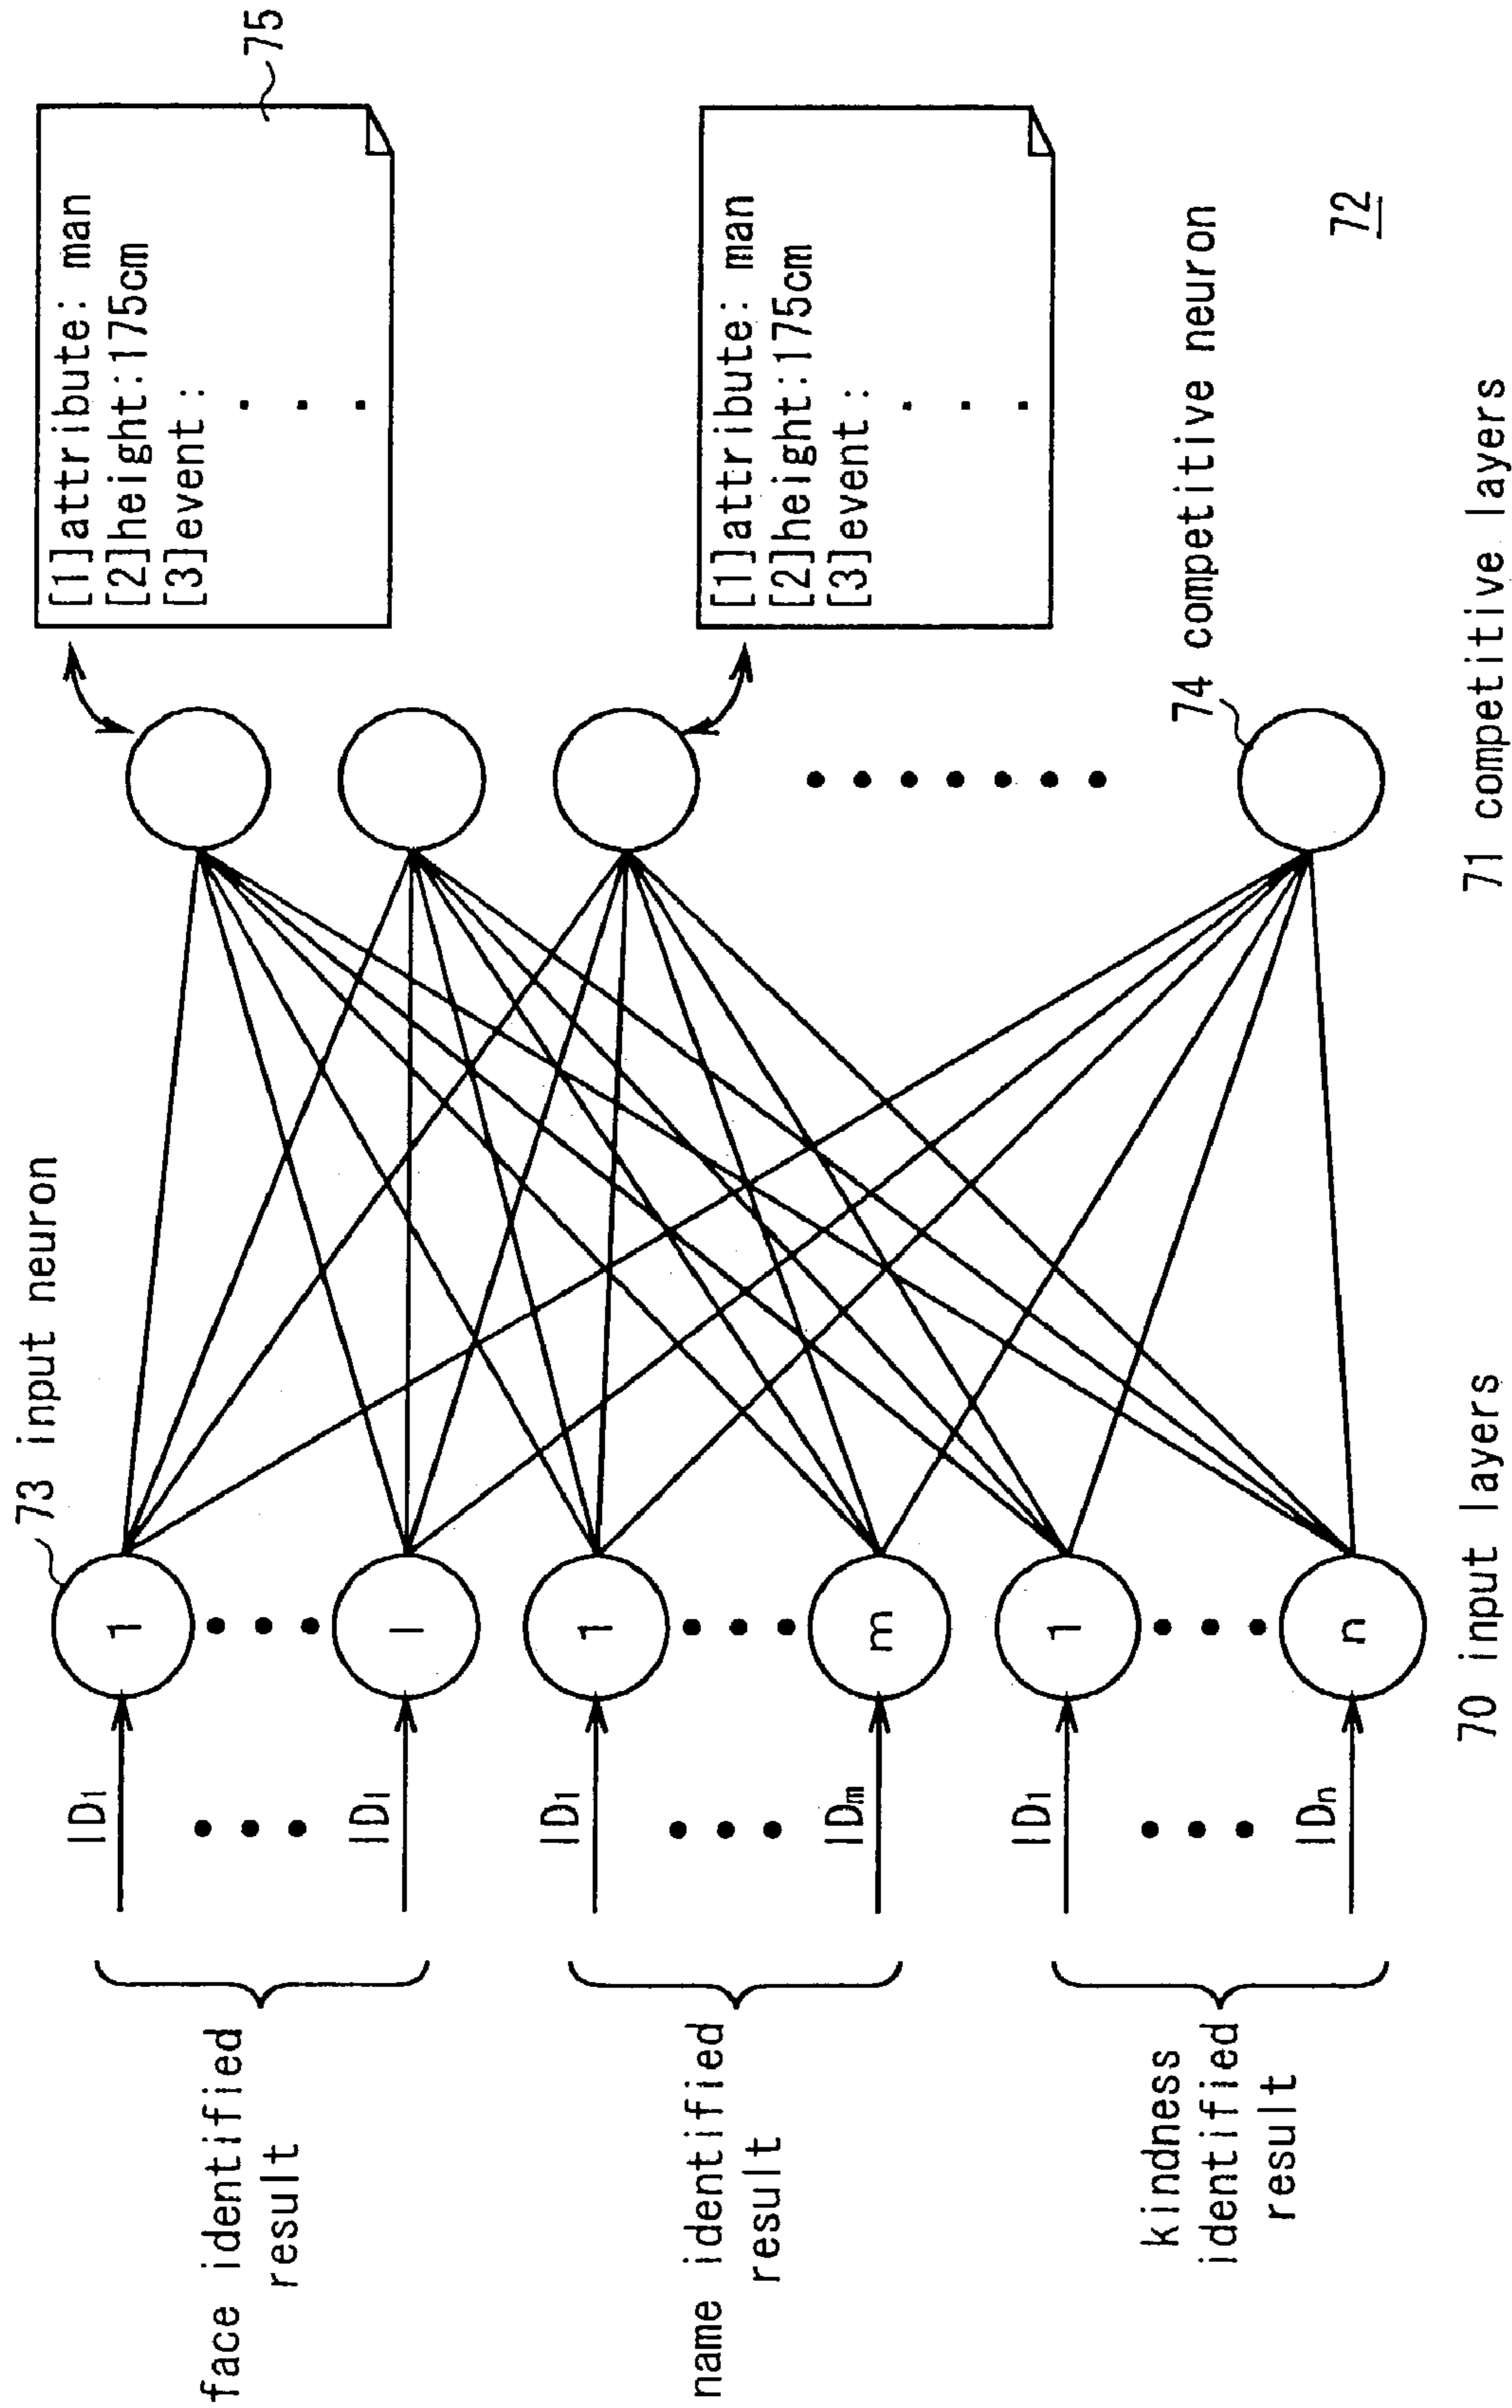 face identified
result
name identified
result
kindness
identified
result
ID1
IDl
ID1
IDm
ID1
IDn
73 input neuron
1
l
1
m
1
n
70 input layers
[1]attribute: man
[2]height:175cm
[3]event:
75
[1]attribute: man
[2]height:175cm
[3]event:
74 competitive neuron
71 competitive layers
72